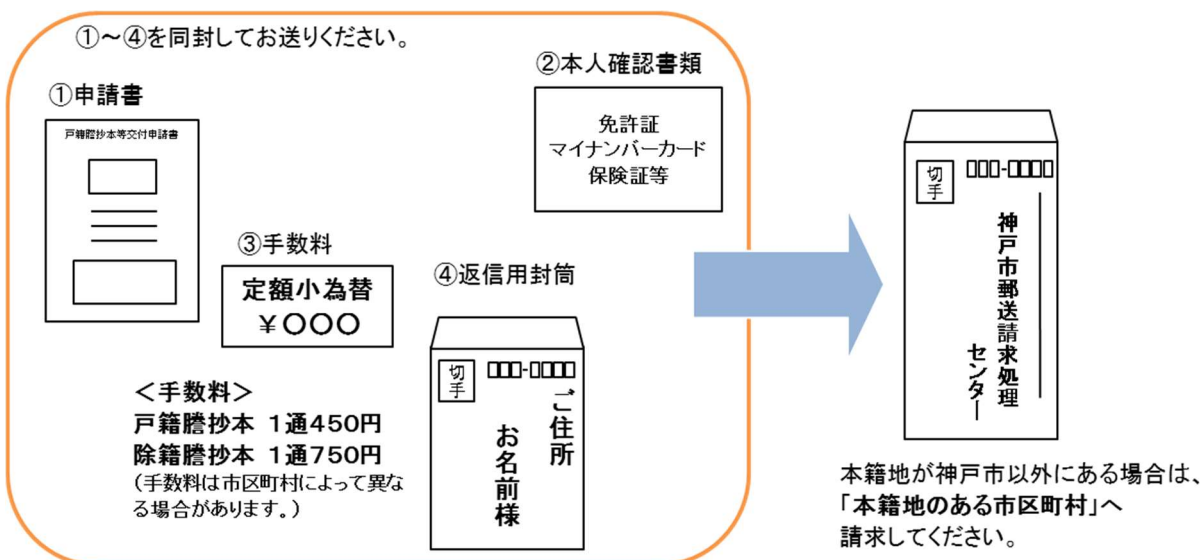 ①～④を同封してお送りください。
①申請書
戸籍謄抄本等交付申請書
②本人確認書類
免許証
マイナンバーカード
保険証等
③手数料
定額小為替
￥〇〇〇
＜手数料＞
戸籍謄抄本 1通450円
除籍謄抄本 1通750円
（手数料は市区町村によって異な
る場合があります。）
④返信用封筒
切手
ご住所
お名前様
切手
神戸市郵送請求処理
センター
本籍地が神戸市以外にある場合は、
「本籍地のある市区町村」へ
請求してください。